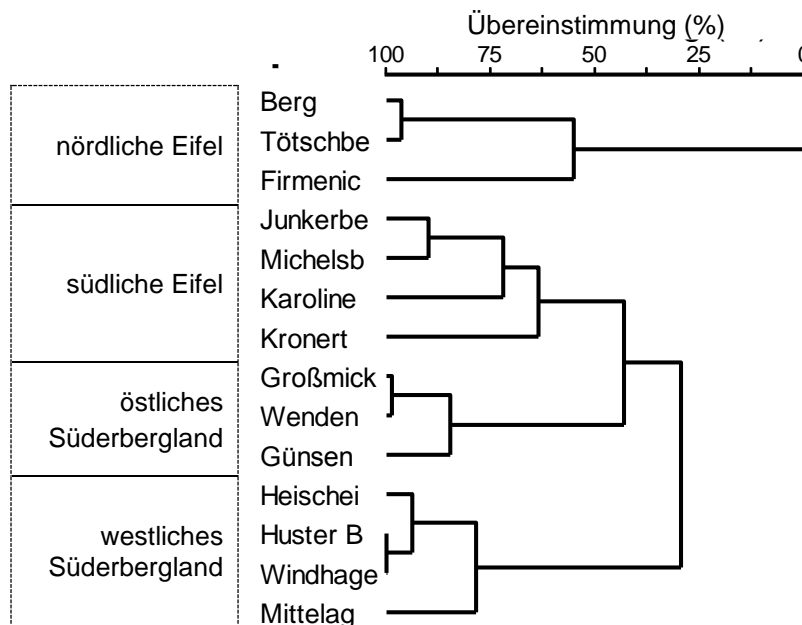 Übereinstimmung (%)
100 75 50 25 0
nördliche Eifel
Berg
Tötschbe
Firmenic
südliche Eifel
Junkerbe
Michelsb
Karoline
Kronert
östliches
Süderbergland
Großmick
Wenden
Günsen
westliches
Süderbergland
Heischei
Huster B
Windhage
Mittelag